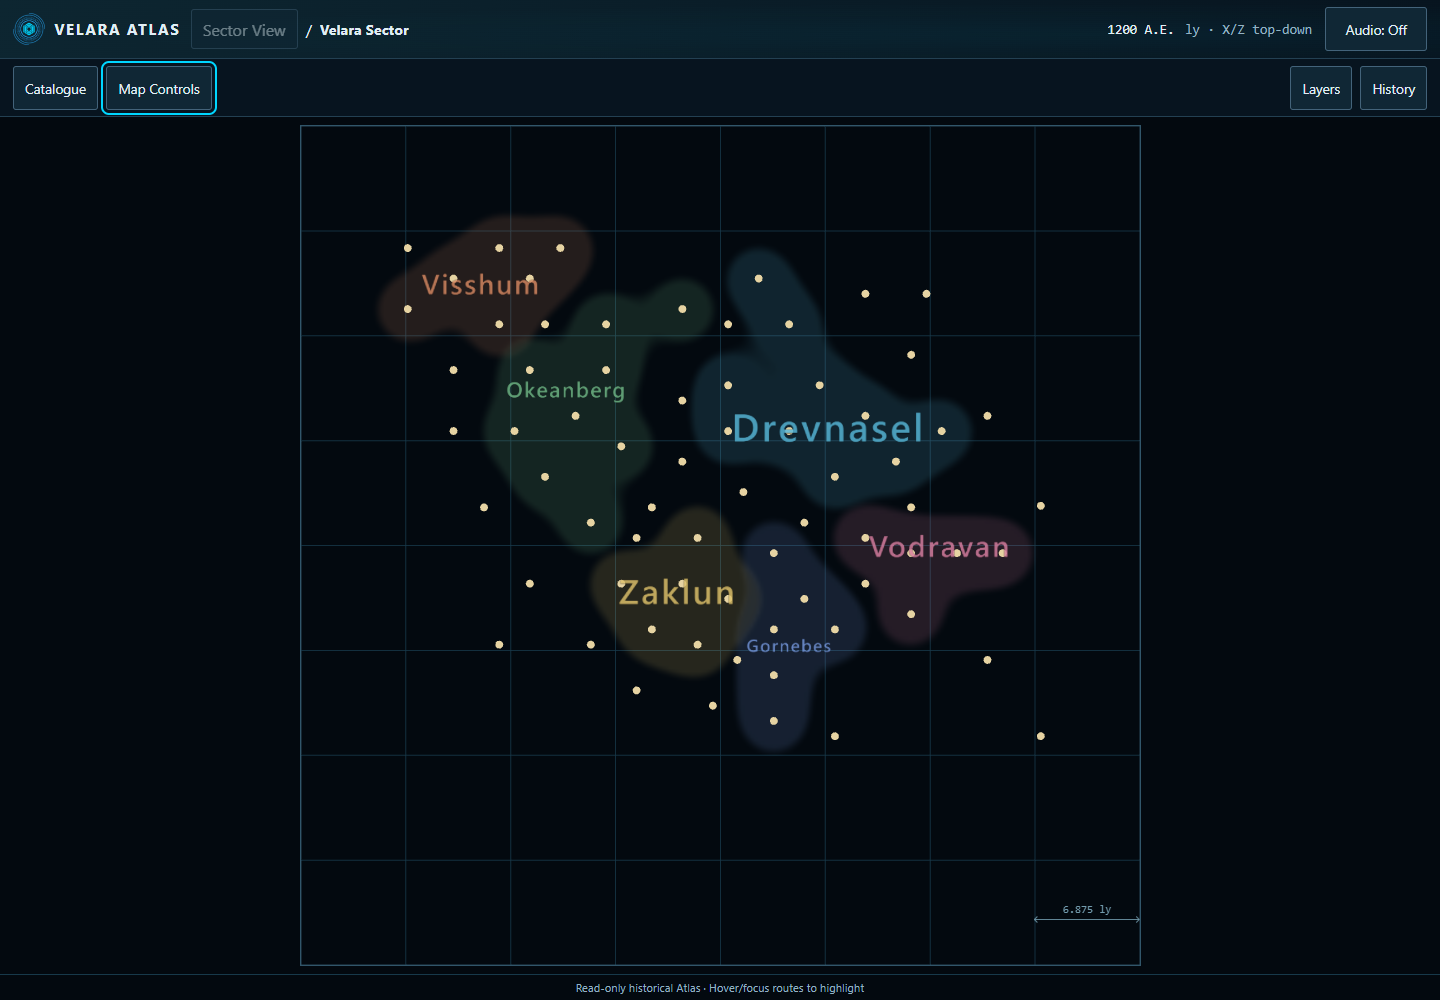 VELARA ATLAS Sector View / Velara Sector 1200 A.E. ly · X/Z top-down Audio: Off
Catalogue Map Controls Layers History
Visshum
Okeanberg
Drevnasel
Vodravan
Zaklun
Gornebes
6.875 ly
Read-only historical Atlas · Hover/focus routes to highlight